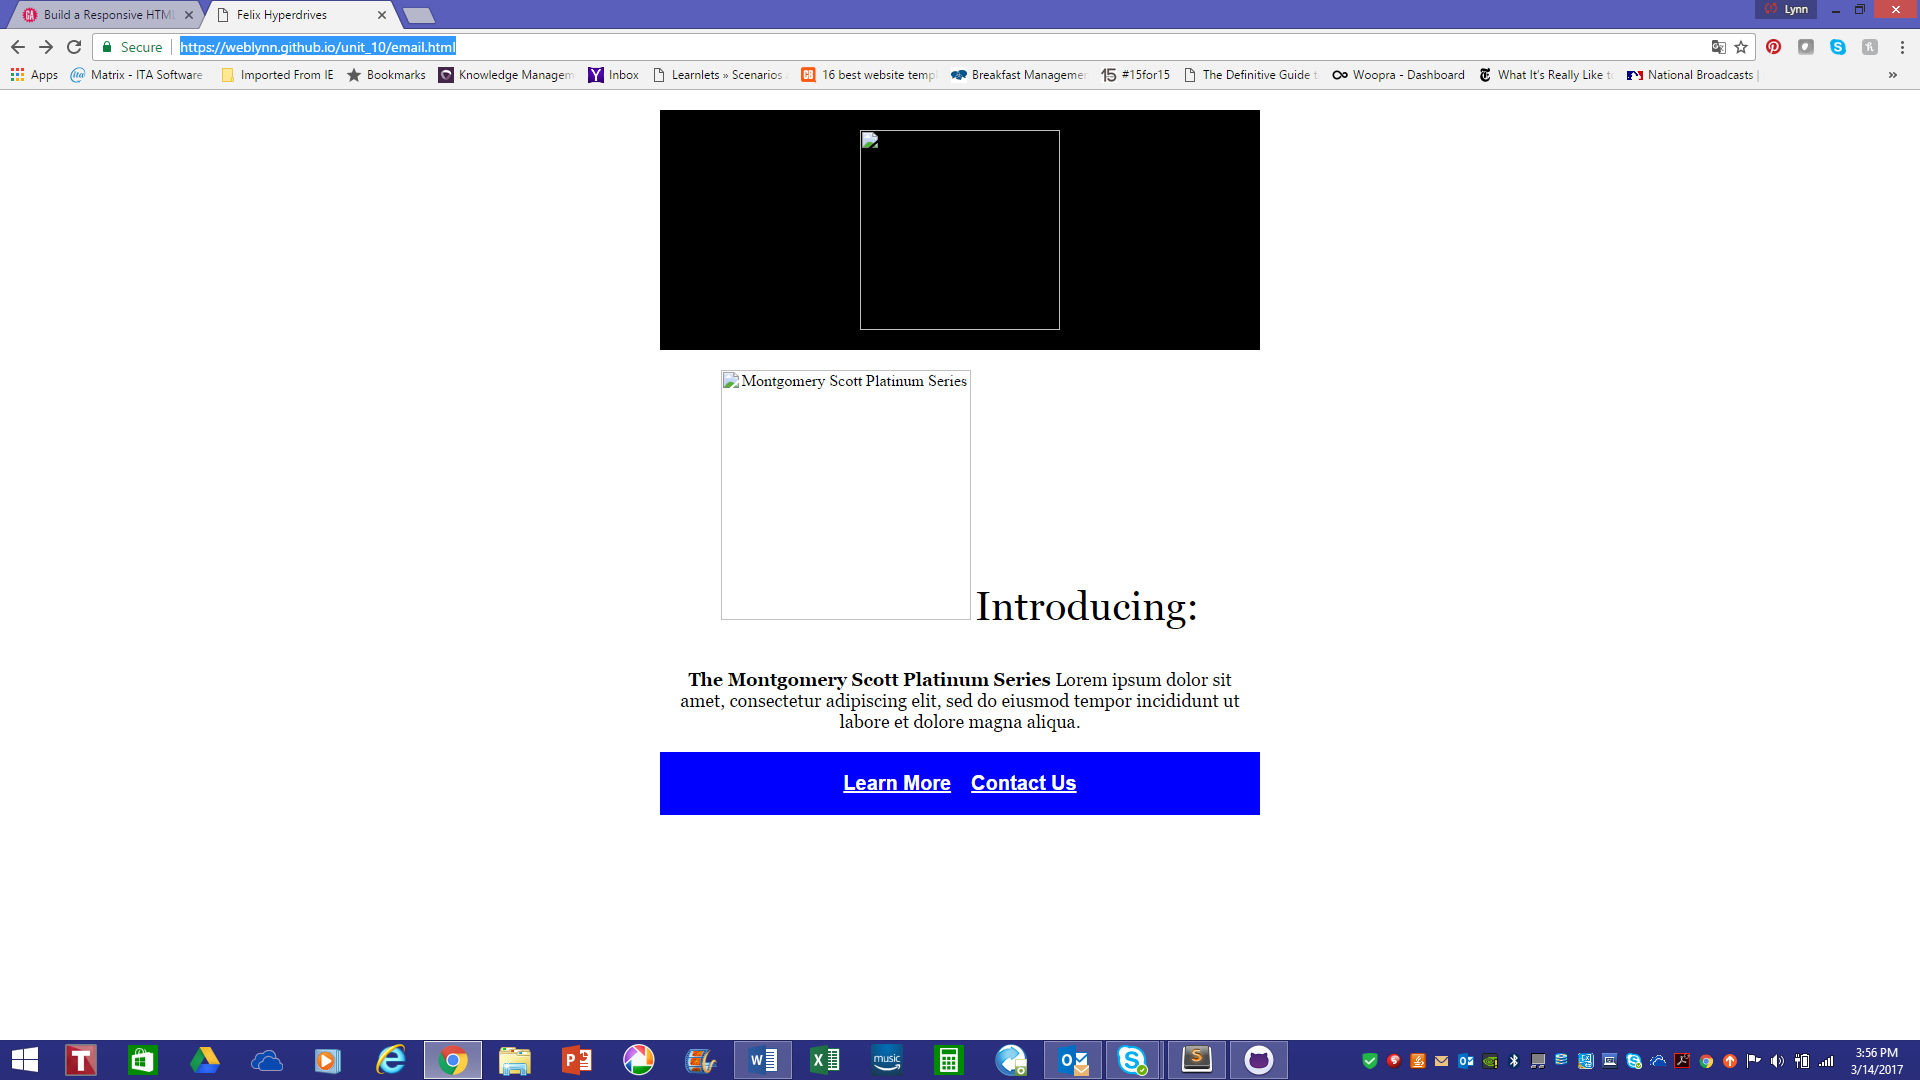 Build a Responsive HTML
Felix Hyperdrives
Lynn
Secure
https://weblynn.github.io/unit_10/email.html
Apps
Matrix - ITA Software
Imported From IE
Bookmarks
Knowledge Managem
Inbox
Learnlets » Scenarios
16 best website temp
Breakfast Manageme
#15for15
The Definitive Guide
Woopra - Dashboard
What It's Really Like to
National Broadcasts |
»
Montgomery Scott Platinum Series
Introducing:
The Montgomery Scott Platinum Series Lorem ipsum dolor sit
amet, consectetur adipiscing elit, sed do eiusmod tempor incididunt ut
labore et dolore magna aliqua.
Learn More Contact Us
music
3:56 PM
3/14/2017